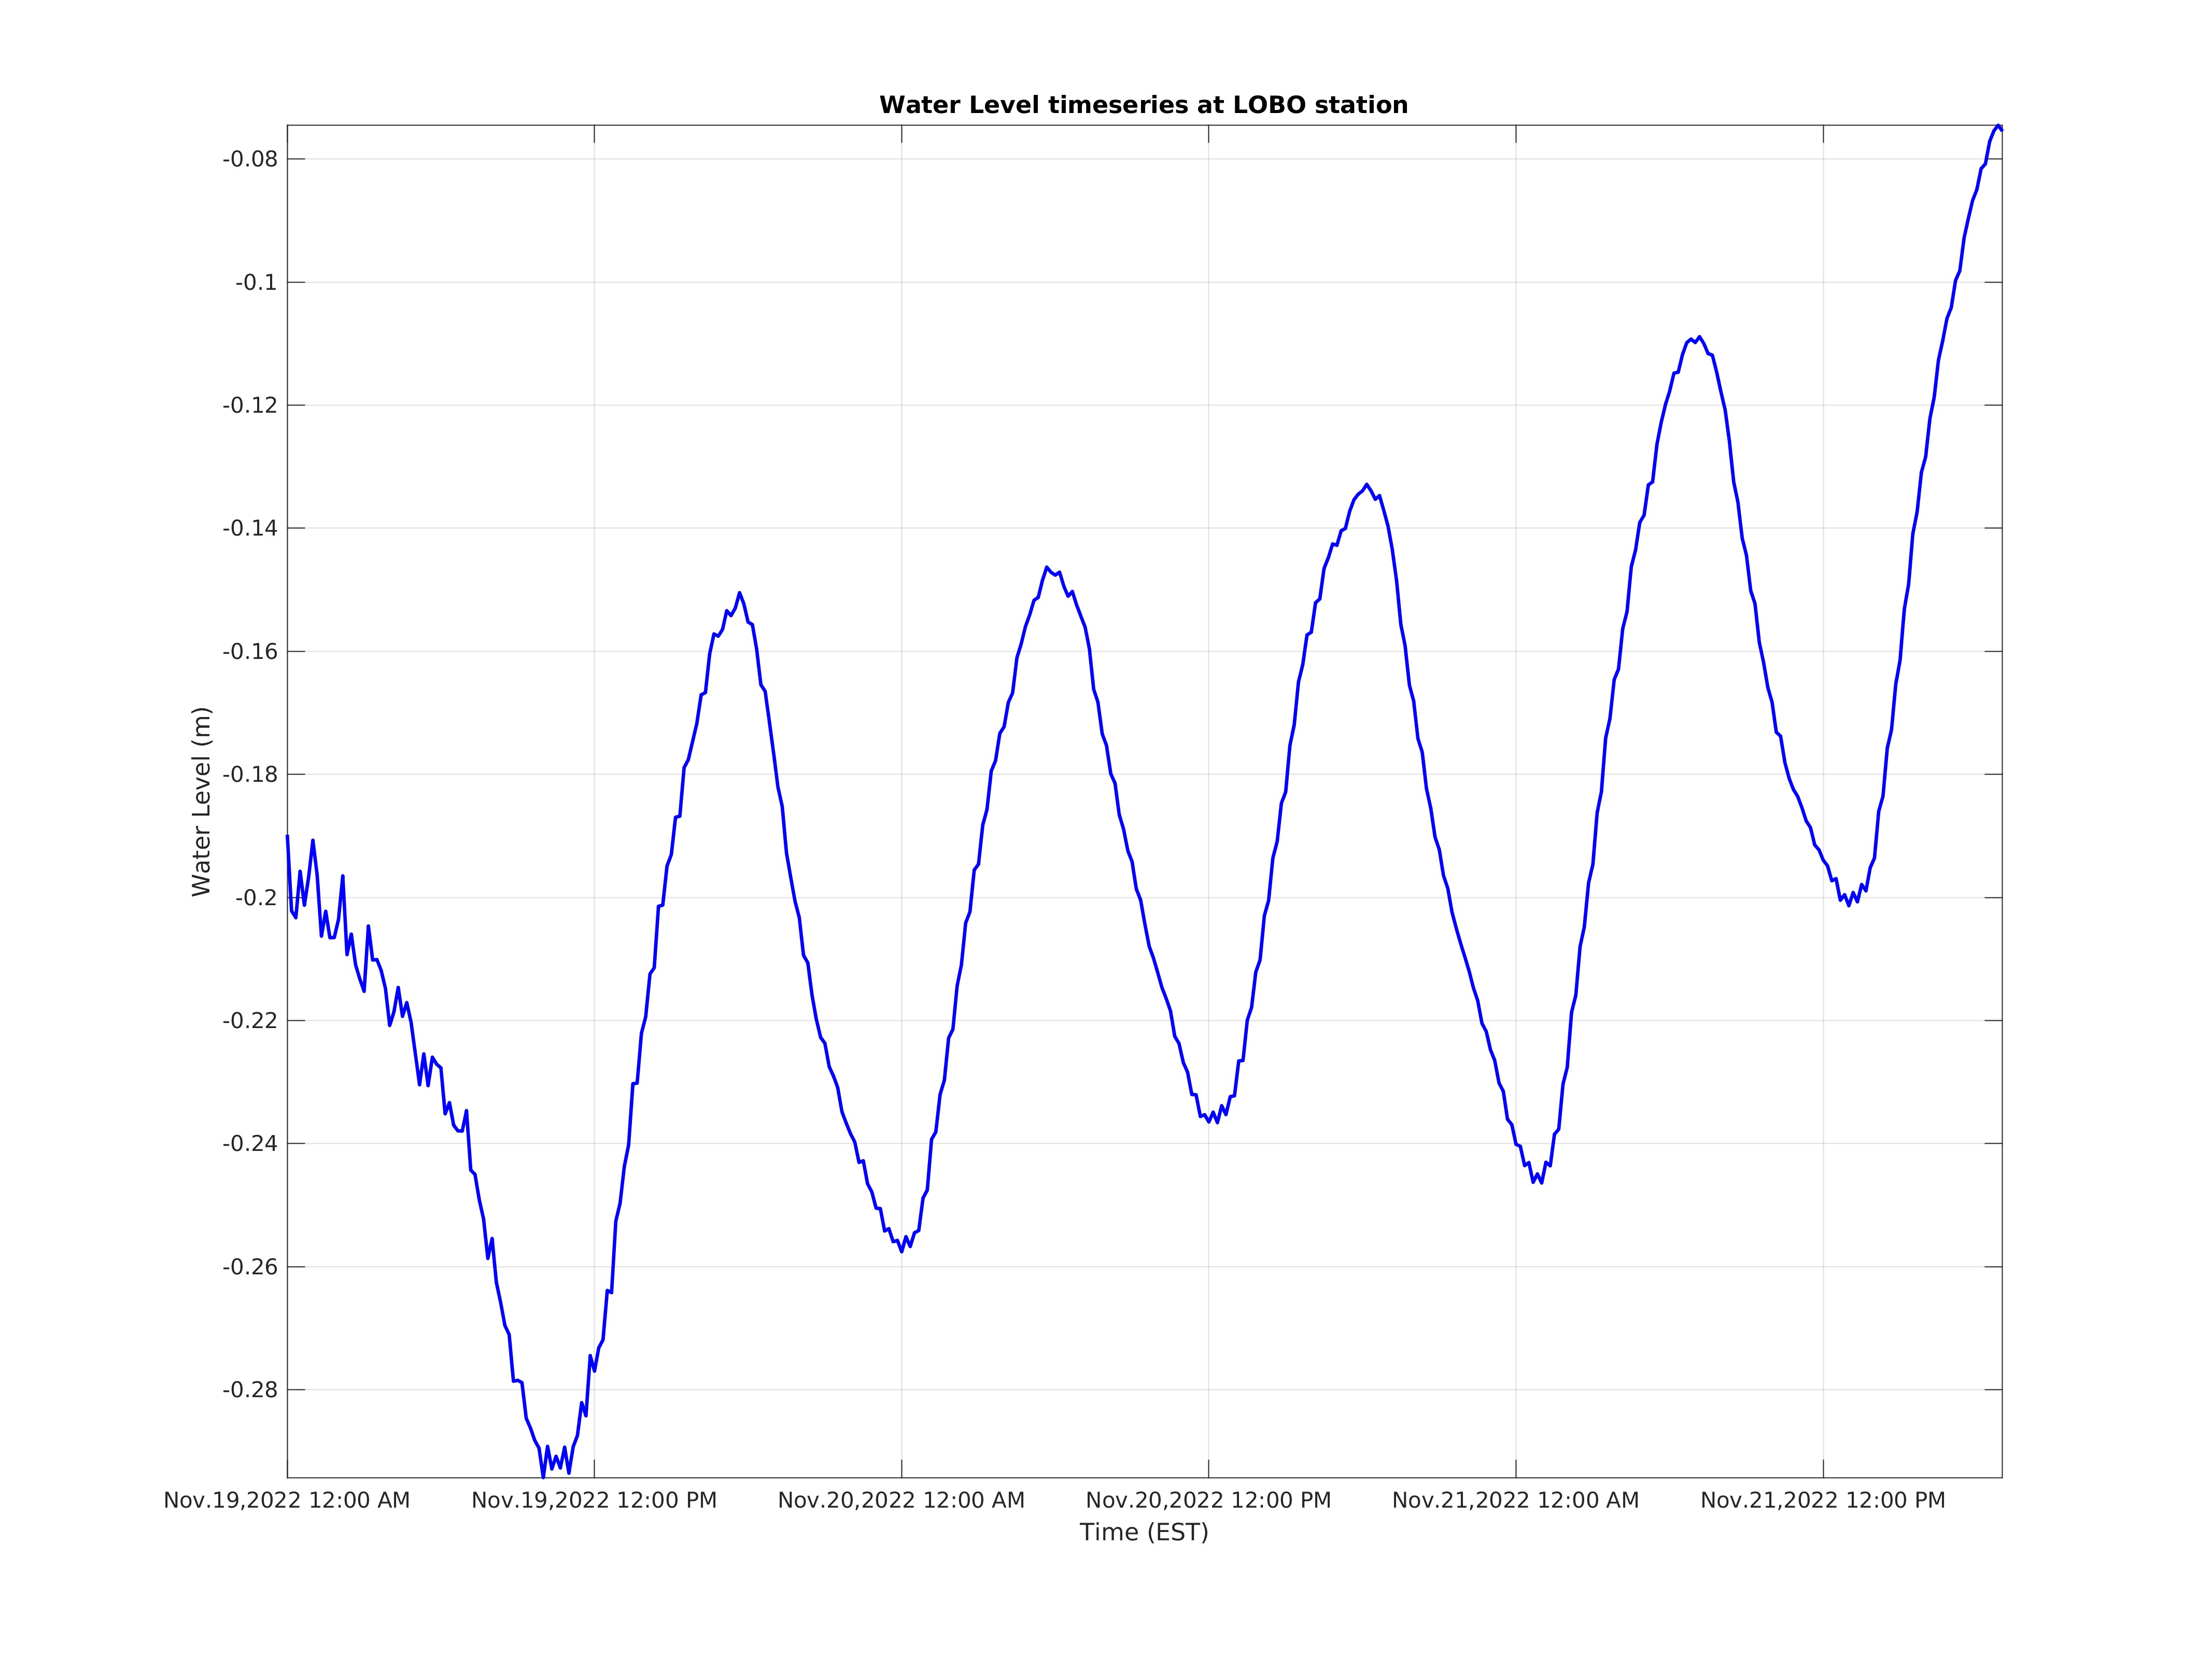 Water Level timeseries at LOBO station
-0.08
-0.1
-0.12
-0.14
-0.16
-0.18
-0.2
-0.22
-0.24
-0.26
-0.28
Water Level (m)
Nov.19,2022 12:00 AM
Nov.19,2022 12:00 PM
Nov.20,2022 12:00 AM
Nov.20,2022 12:00 PM
Nov.21,2022 12:00 AM
Nov.21,2022 12:00 PM
Time (EST)